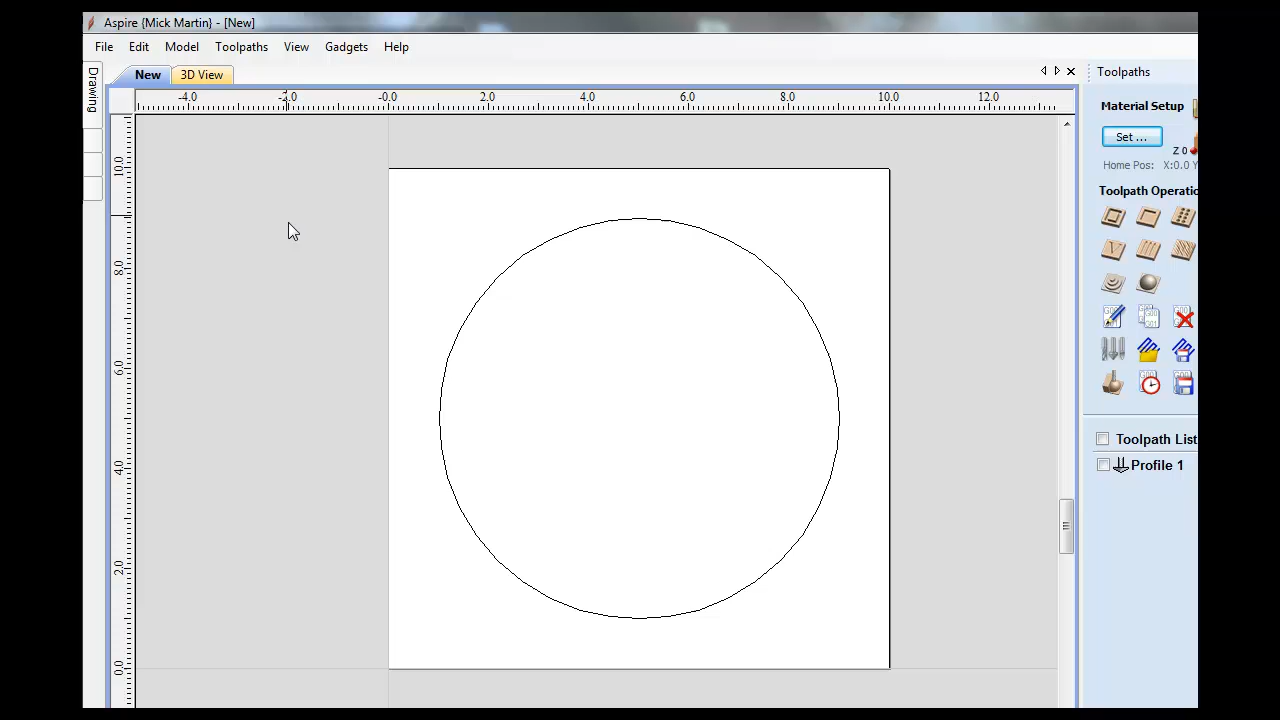 Aspire {Mick Martin} - [New]
File Edit Model Toolpaths View Gadgets Help
New 3D View
Toolpaths
Drawing
-4.0 -2.0 -0.0 2.0 4.0 6.0 8.0 10.0 12.0
10.0
8.0
6.0
4.0
2.0
0.0
Material Setup
Set ...
Z 0
Home Pos: X:0.0 Y
Toolpath Operatio
Toolpath List
Profile 1